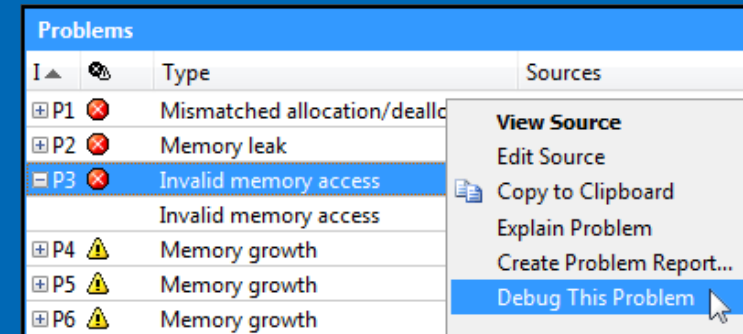 Problems
I Type Sources
P1 Mismatched allocation/deallo
P2 Memory leak
P3 Invalid memory access
Invalid memory access
P4 Memory growth
P5 Memory growth
P6 Memory growth
View Source
Edit Source
Copy to Clipboard
Explain Problem
Create Problem Report...
Debug This Problem